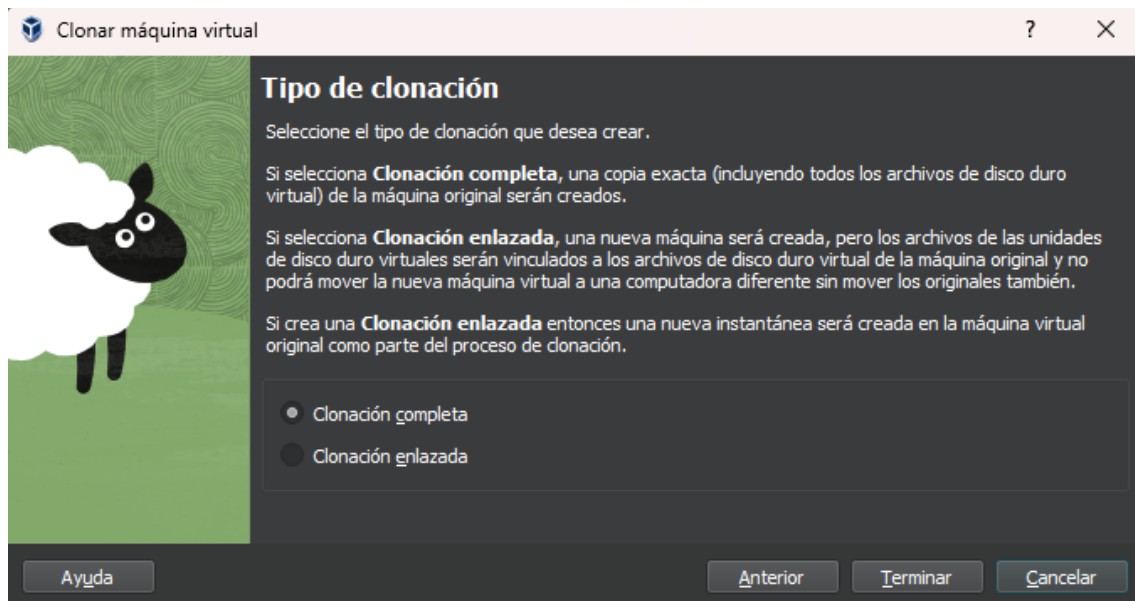 Clonar máquina virtual
Tipo de clonación
Seleccione el tipo de clonación que desea crear.
Si selecciona Clonación completa, una copia exacta (incluyendo todos los archivos de disco duro
virtual) de la máquina original serán creados.
Si selecciona Clonación enlazada, una nueva máquina será creada, pero los archivos de las unidades
de disco duro virtuales serán vinculados a los archivos de disco duro virtual de la máquina original y no
podrá mover la nueva máquina virtual a una computadora diferente sin mover los originales también.
Si crea una Clonación enlazada entonces una nueva instantánea será creada en la máquina virtual
original como parte del proceso de clonación.
Clonación completa
Clonación enlazada
Ayuda
Anterior
Terminar
Cancelar